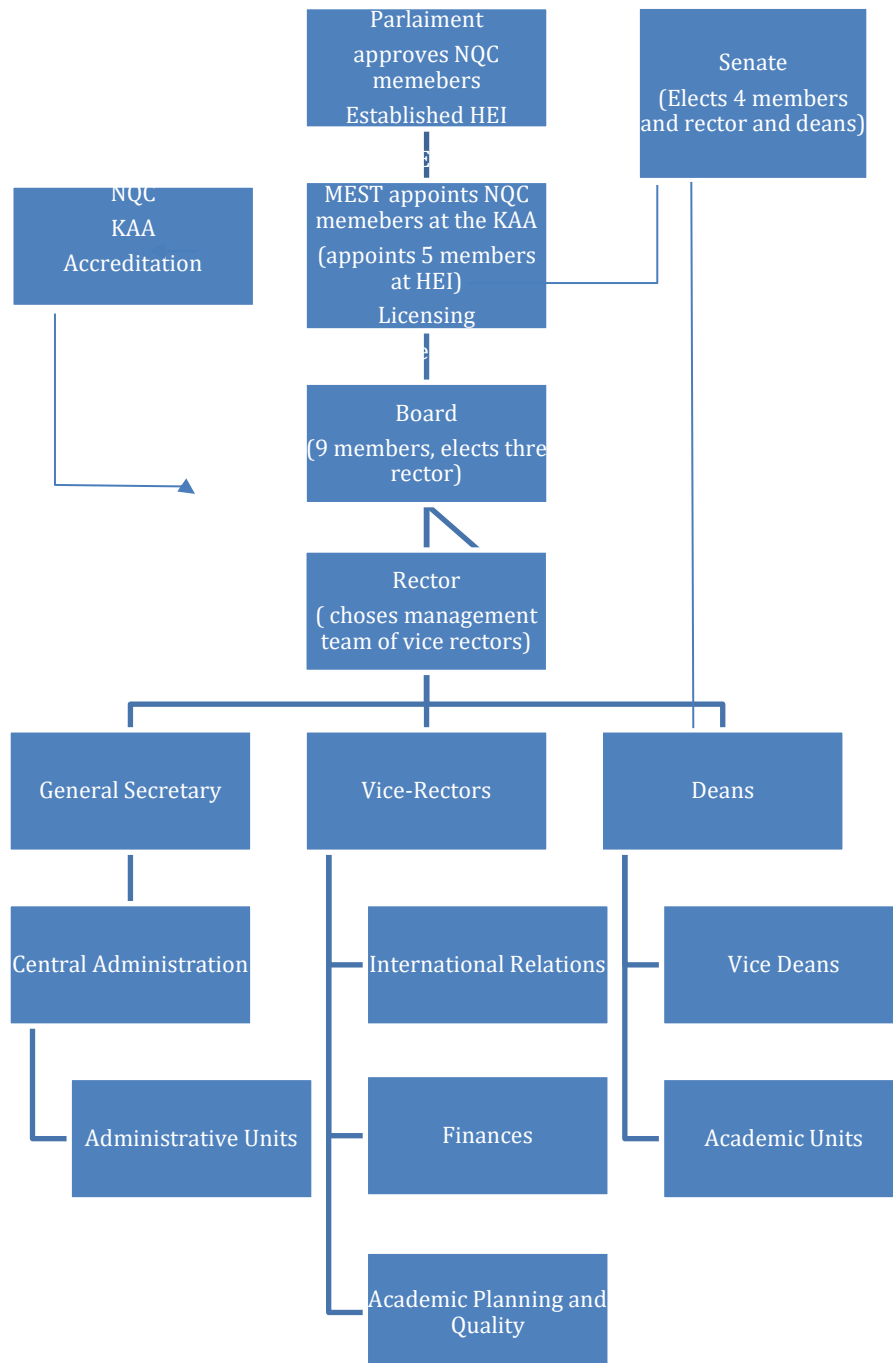 Parlaiment
approves NQC
memebers
Established HEI
E
Senate
(Elects 4 members
and rector and deans)
NQC
KAA
Accreditation
MEST appoints NQC
memebers at the KAA
(appoints 5 members
at HEI)
Licensing
e
Board
(9 members, elects thre
rector)
Rector
( choses management
team of vice rectors)
General Secretary
Vice-Rectors
Deans
Central Administration
International Relations
Vice Deans
Administrative Units
Finances
Academic Units
Academic Planning and
Quality